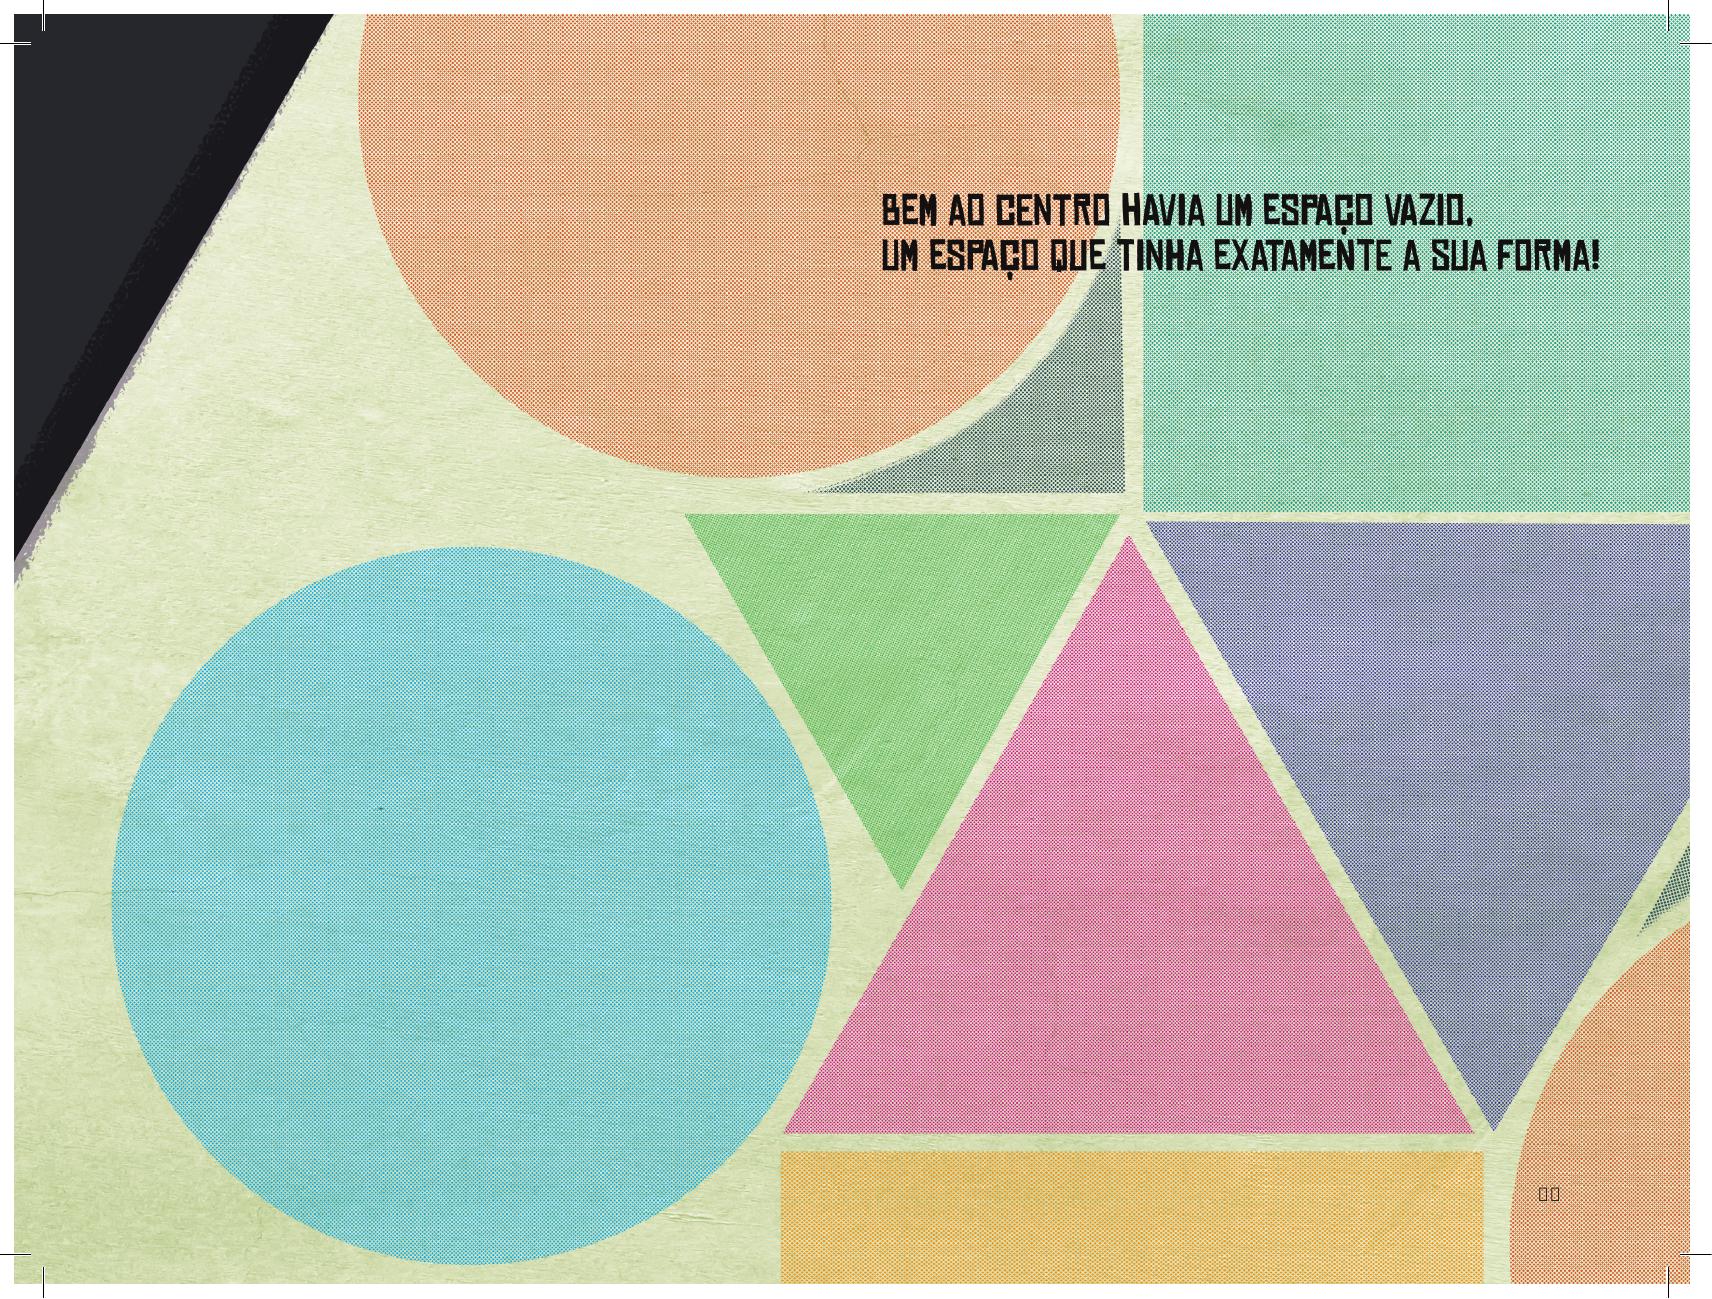 BEM AO CENTRO HAVIA UM ESPAÇO VAZIO,
UM ESPAÇO QUE TINHA EXATAMENTE A SUA FORMA!